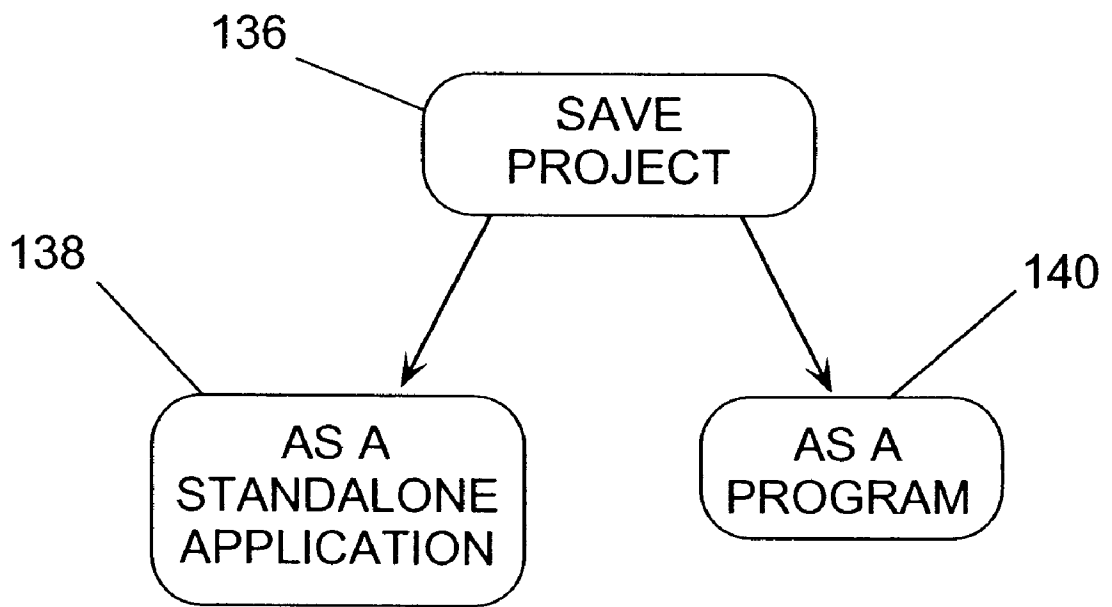 136
SAVE
PROJECT
138
140
AS A
STANDALONE
APPLICATION
AS A
PROGRAM